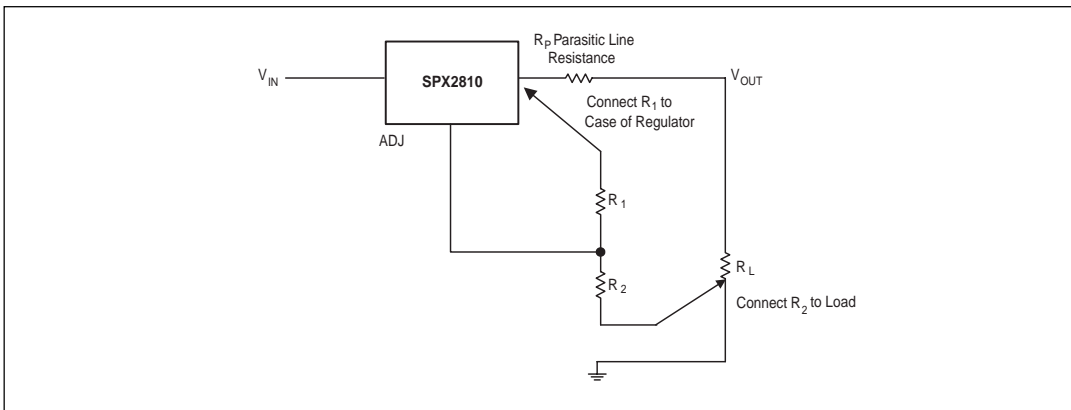 R_P Parasitic Line
Resistance
V_IN
SPX2810
V_OUT
Connect R_1 to
Case of Regulator
ADJ
R_1
R_L
R_2
Connect R_2 to Load